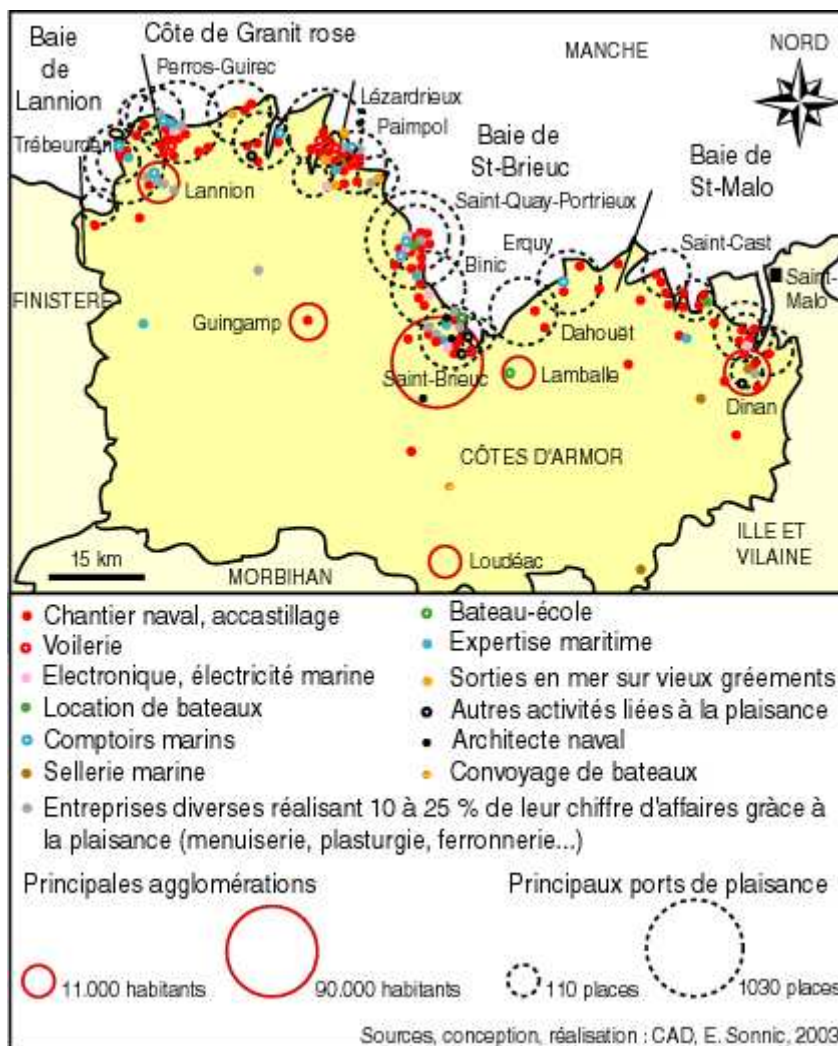 Baie
de
Lannion
Côte de Granit rose
MANCHE
NORD
Perros-Guirec
Lézardrieux
Paimpol
Trébeurden
Baie de
St-Brieuc
Baie de
St-Malo
Saint-Quay-Portrieux
Lannion
Erquy
Saint-Cast
Binic
Saint-
Malo
FINISTERE
Guingamp
Dahouët
Saint-Brieuc
Lamballe
Dinan
CÔTES D'ARMOR
ILLE ET
VILAINE
15 km
Loudéac
MORBIHAN
Chantier naval, accastillage
Voilerie
Electronique, électricité marine
Location de bateaux
Comptoirs marins
Sellerie marine
Bateau-école
Expertise maritime
Sorties en mer sur vieux gréements
Autres activités liées à la plaisance
Architecte naval
Convoyage de bateaux
Entreprises diverses réalisant 10 à 25 % de leur chiffre d'affaires grâce à
la plaisance (menuiserie, plasturgie, ferronnerie...)
Principales agglomérations
11.000 habitants
90.000 habitants
Principaux ports de plaisance
110 places
1030 places
Sources, conception, réalisation : CAD, E. Sonnic, 2003